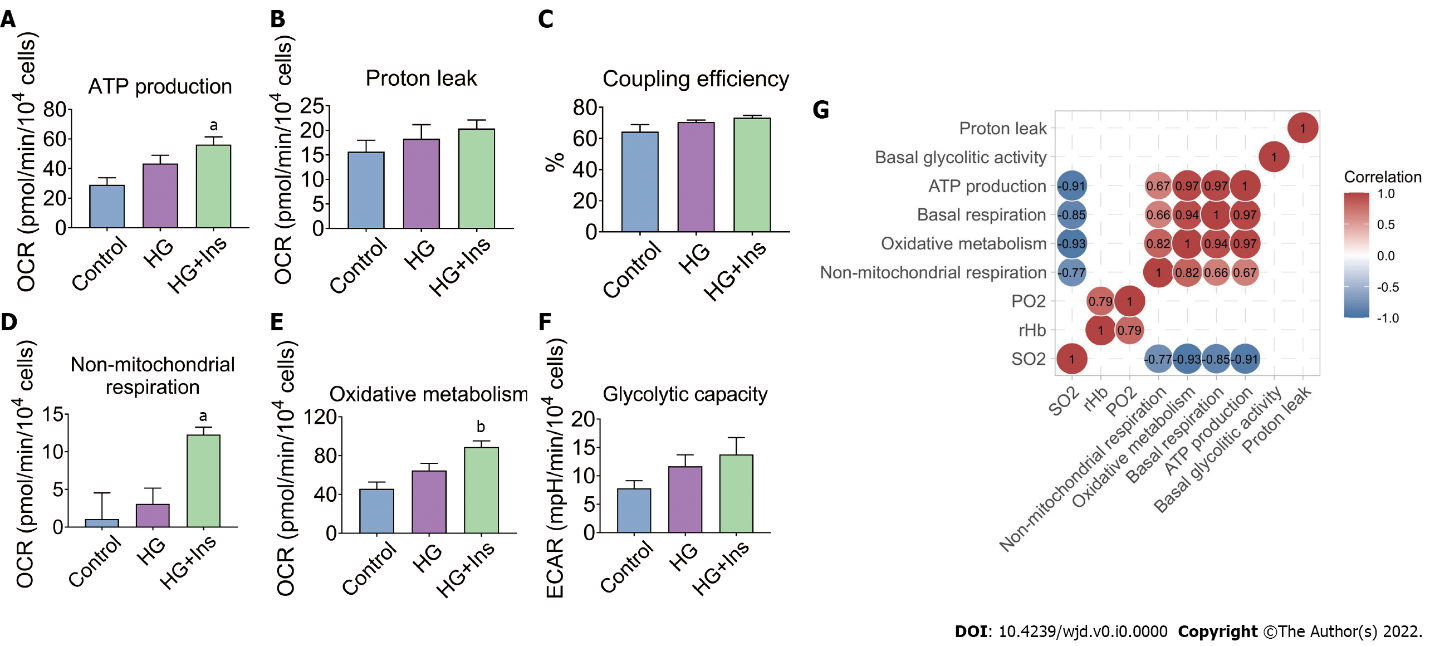 A
ATP production
OCR (pmol/min/10⁴ cells)
80
60
40
20
0
a
Control
HG
HG+Ins
B
Proton leak
OCR (pmol/min/10⁴ cells)
25
20
15
10
5
0
Control
HG
HG+Ins
C
Coupling efficiency
%
80
60
40
20
0
Control
HG
HG+Ins
D
Non-mitochondrial
respiration
OCR (pmol/min/10⁴ cells)
15
10
5
0
a
Control
HG
HG+Ins
E
Oxidative metabolism
OCR (pmol/min/10⁴ cells)
120
80
40
0
b
Control
HG
HG+Ins
F
Glycolytic capacity
ECAR (mpH/min/10⁴ cells)
20
15
10
5
0
Control
HG
HG+Ins
G
Proton leak 1
Basal glycolitic activity 1
ATP production -0.91 0.67 0.97 0.97 1
Basal respiration -0.85 0.66 0.94 1 0.97
Oxidative metabolism -0.93 0.82 1 0.94 0.97
Non-mitochondrial respiration -0.77 1 0.82 0.66 0.67
PO2 0.79 1
rHb 1 0.79
SO2 1 -0.77 -0.93 -0.85 -0.91
SO2
rHb
PO2
Non-mitochondrial respiration
Oxidative metabolism
Basal respiration
ATP production
Basal glycolitic activity
Proton leak
Correlation
1.0
0.5
0.0
-0.5
-1.0
DOI: 10.4239/wjd.v0.i0.0000 Copyright ©The Author(s) 2022.